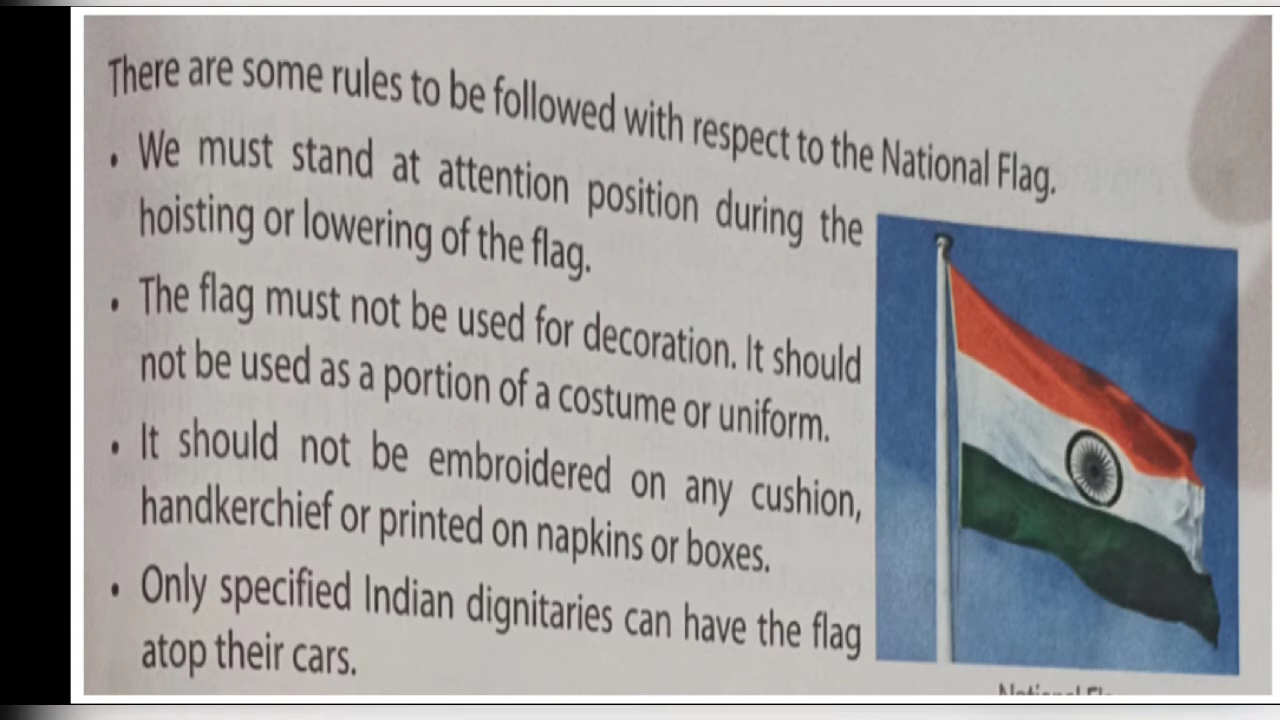 There are some rules to be followed with respect to the National Flag.
• We must stand at attention position during the
hoisting or lowering of the flag.
• The flag must not be used for decoration. It should
not be used as a portion of a costume or uniform.
• It should not be embroidered on any cushion,
handkerchief or printed on napkins or boxes.
• Only specified Indian dignitaries can have the flag
atop their cars.